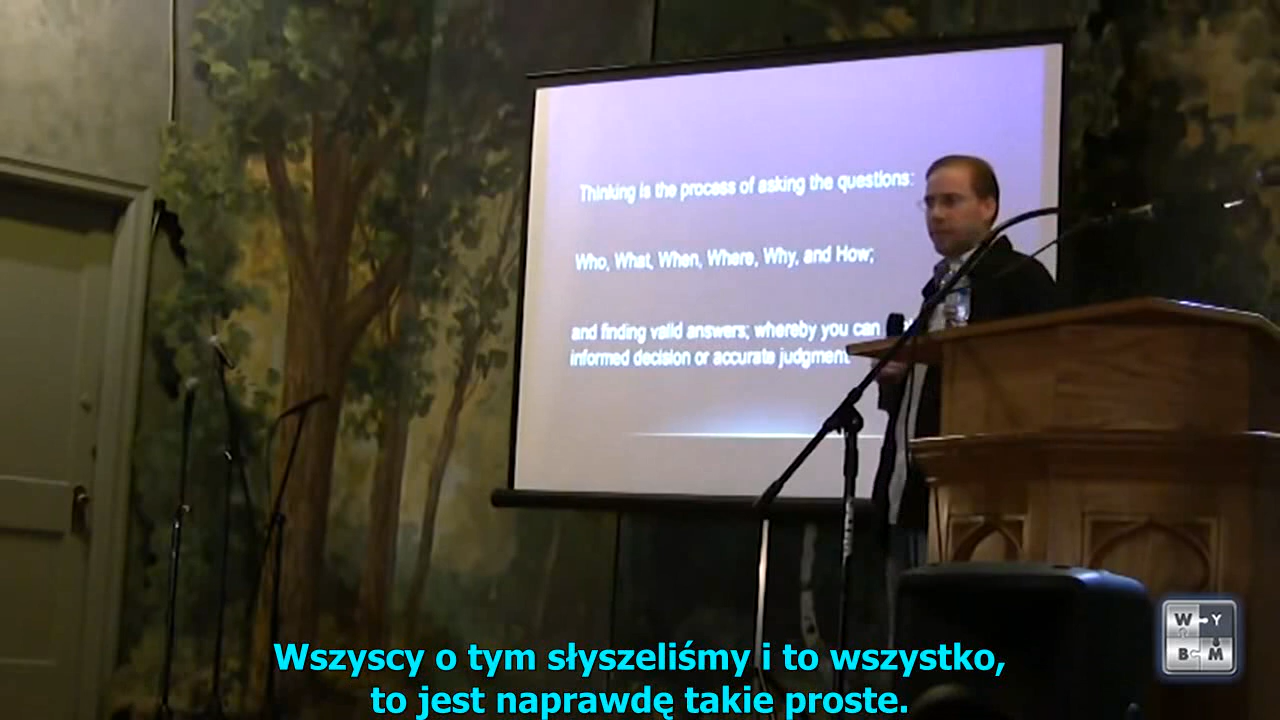 Thinking is the process of asking the questions:
Who, What, When, Where, Why, and How;
and finding valid answers; whereby you can
informed decision or accurate judgment
W Y
B M
Wszyscy o tym słyszeliśmy i to wszystko,
to jest naprawdę takie proste.